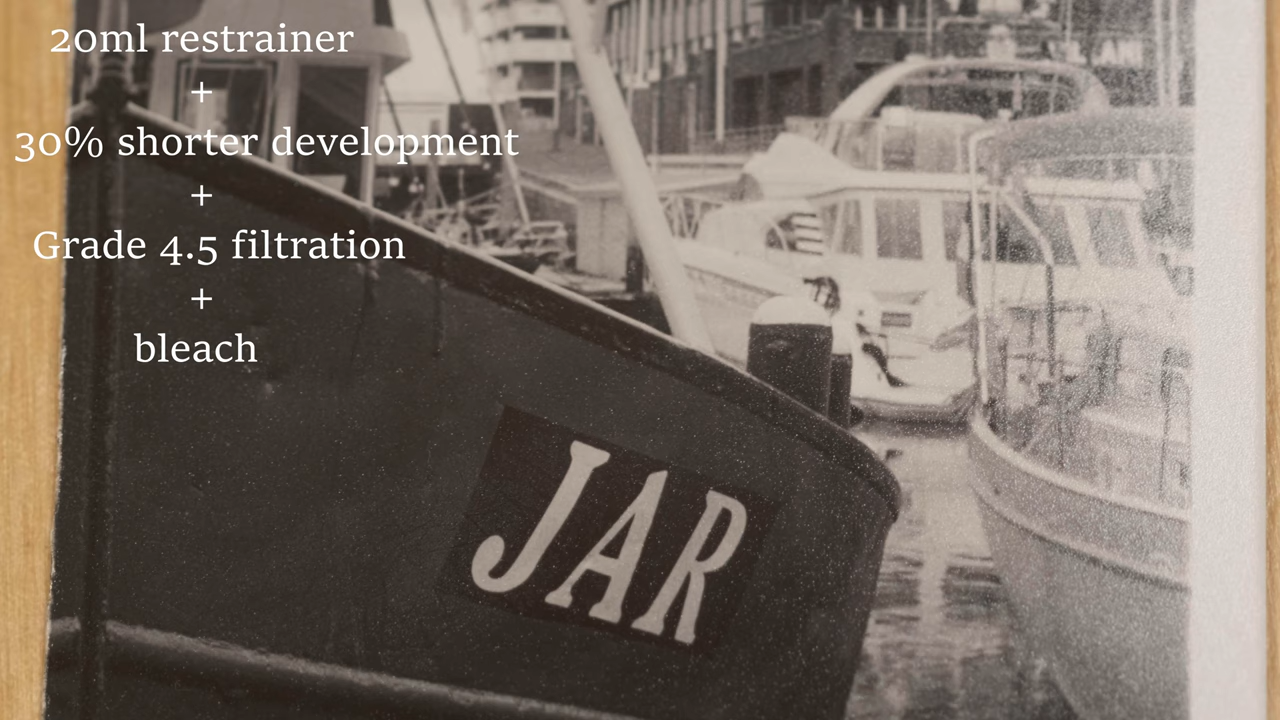 20ml restrainer
+
30% shorter development
+
Grade 4.5 filtration
+
bleach
JAR